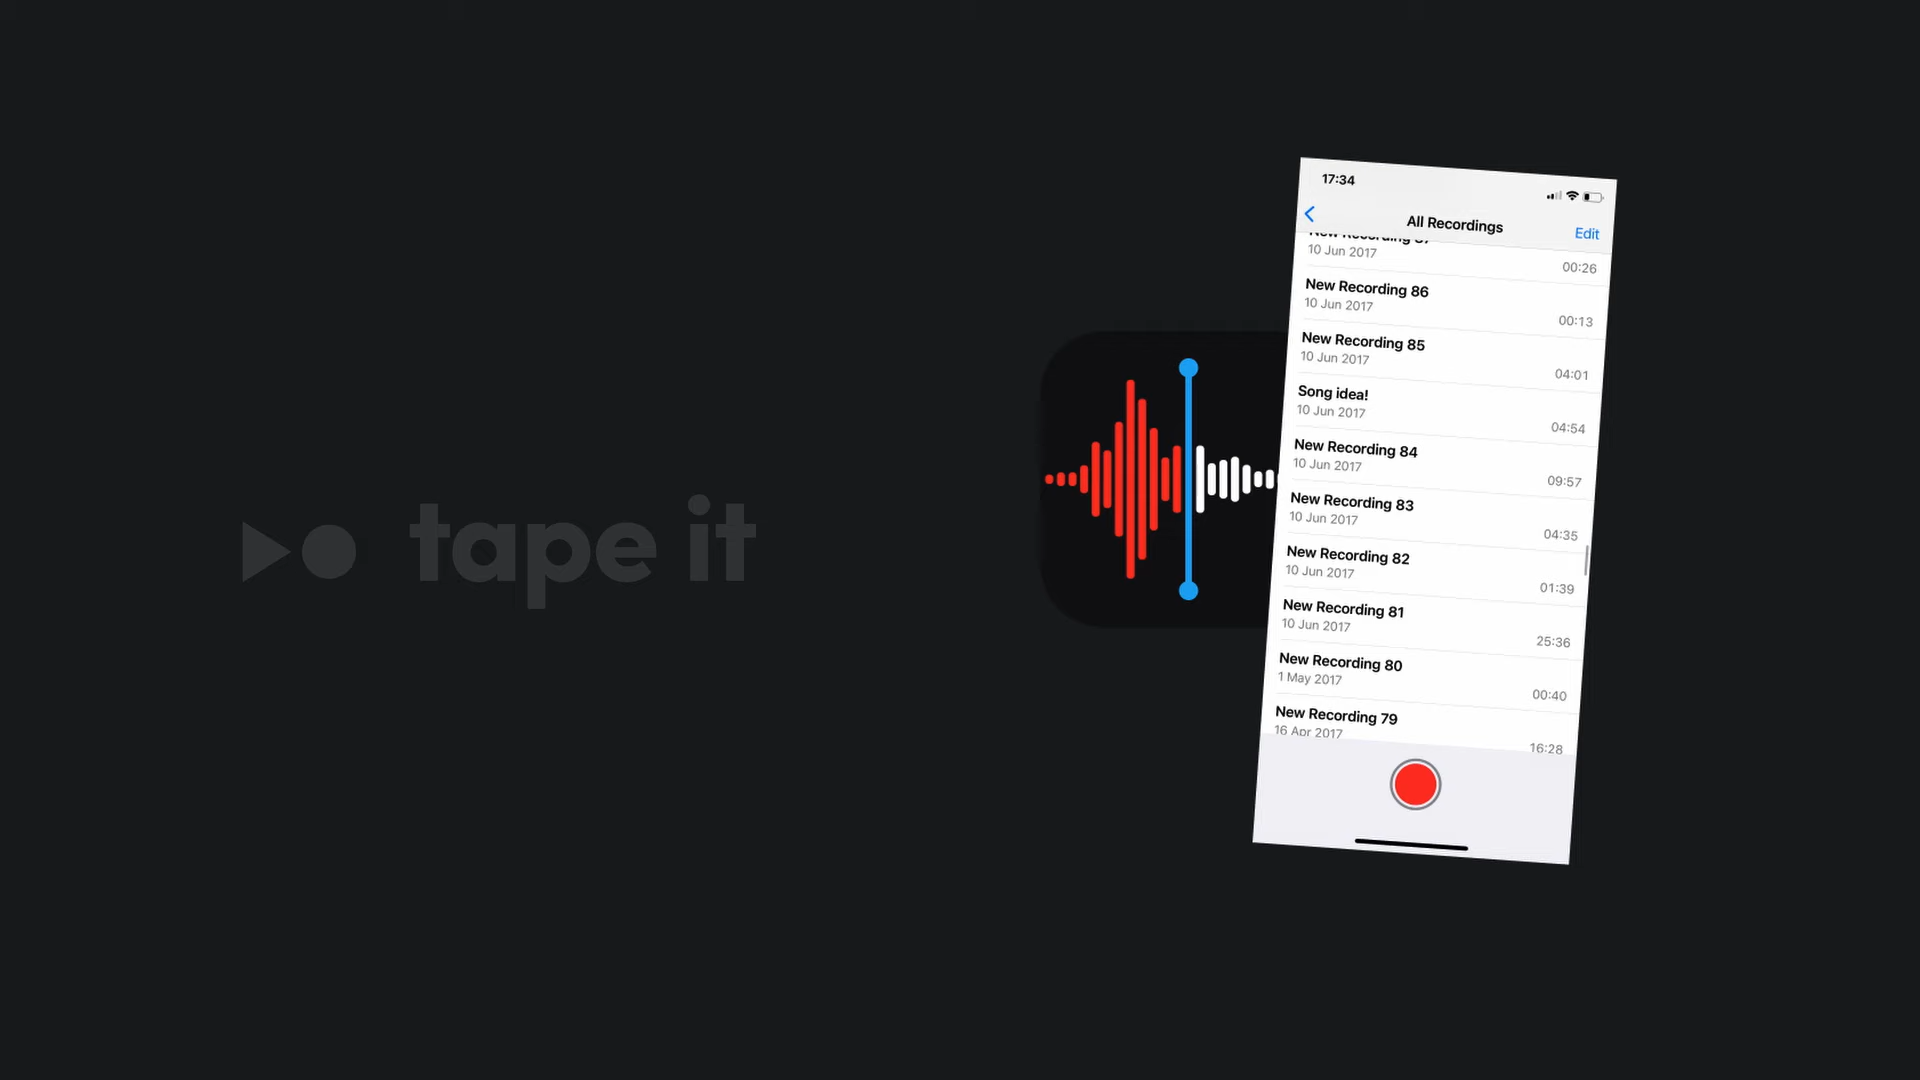 tape it
17:34
All Recordings
Edit
New Recording 87
10 Jun 2017
00:26
New Recording 86
10 Jun 2017
00:13
New Recording 85
10 Jun 2017
04:01
Song idea!
10 Jun 2017
04:54
New Recording 84
10 Jun 2017
09:57
New Recording 83
10 Jun 2017
04:35
New Recording 82
10 Jun 2017
01:39
New Recording 81
10 Jun 2017
25:36
New Recording 80
1 May 2017
00:40
New Recording 79
16 Apr 2017
16:28